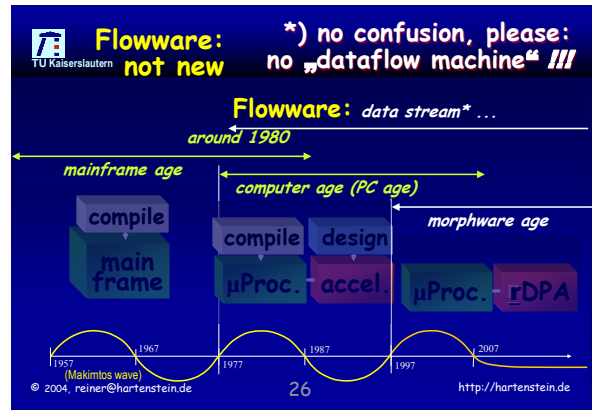 Flowware:
not new
*) no confusion, please:
no „dataflow machine“ !!!
TU Kaiserslautern
Flowware: data stream* ...
around 1980
mainframe age
computer age (PC age)
morphware age
compile
main
frame
compile
design
µProc.
accel.
µProc.
rDPA
1957
1967
1977
1987
1997
2007
(Makimtos wave)
© 2004, reiner@hartenstein.de
26
http://hartenstein.de